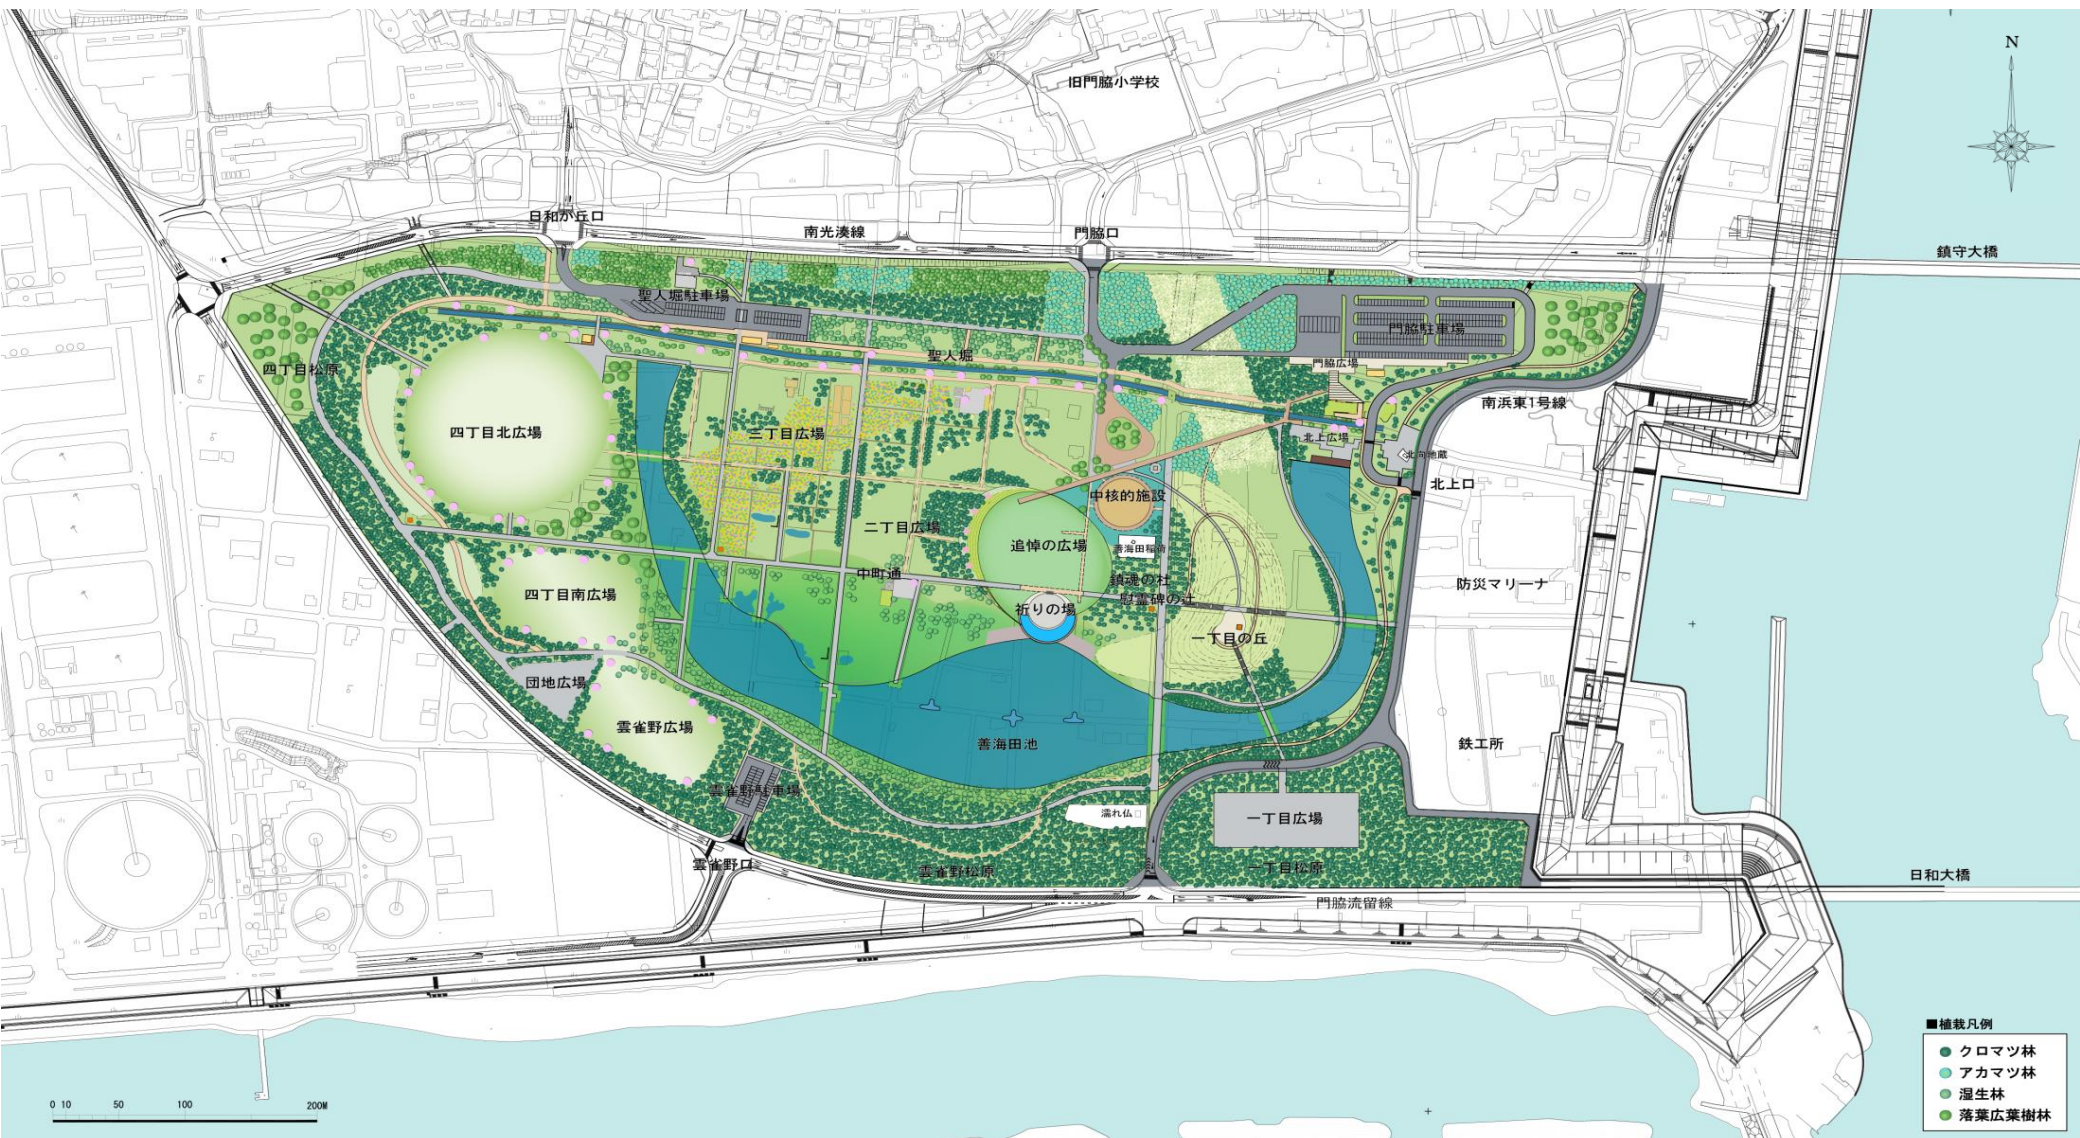 N
旧門脇小学校
日和が丘口
南光湊線
門脇口
鎮守大橋
聖人堀駐車場
門脇駐車場
聖人堀
門脇広場
四丁目松原
南浜東1号線
四丁目北広場
三丁目広場
北上広場
北向地蔵
北上口
中核的施設
二丁目広場
追悼の広場
善海田稲荷
中町通
鎮魂の杜
防災マリーナ
四丁目南広場
慰霊碑の辻
祈りの場
一丁目の丘
団地広場
雲雀野広場
善海田池
鉄工所
雲雀野駐車場
濡れ仏
一丁目広場
雲雀野口
雲雀野松原
一丁目松原
日和大橋
門脇流留線
■植栽凡例
クロマツ林
アカマツ林
湿生林
落葉広葉樹林
0 10 50 100 200M